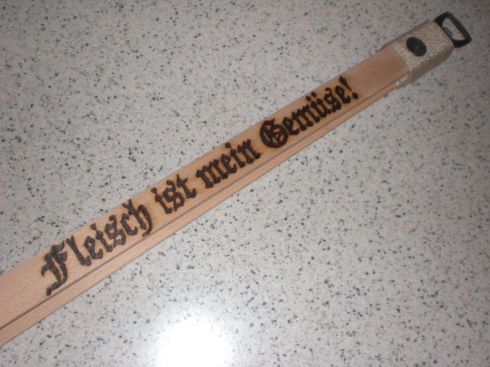 Fleisch ist mein Gemüse!